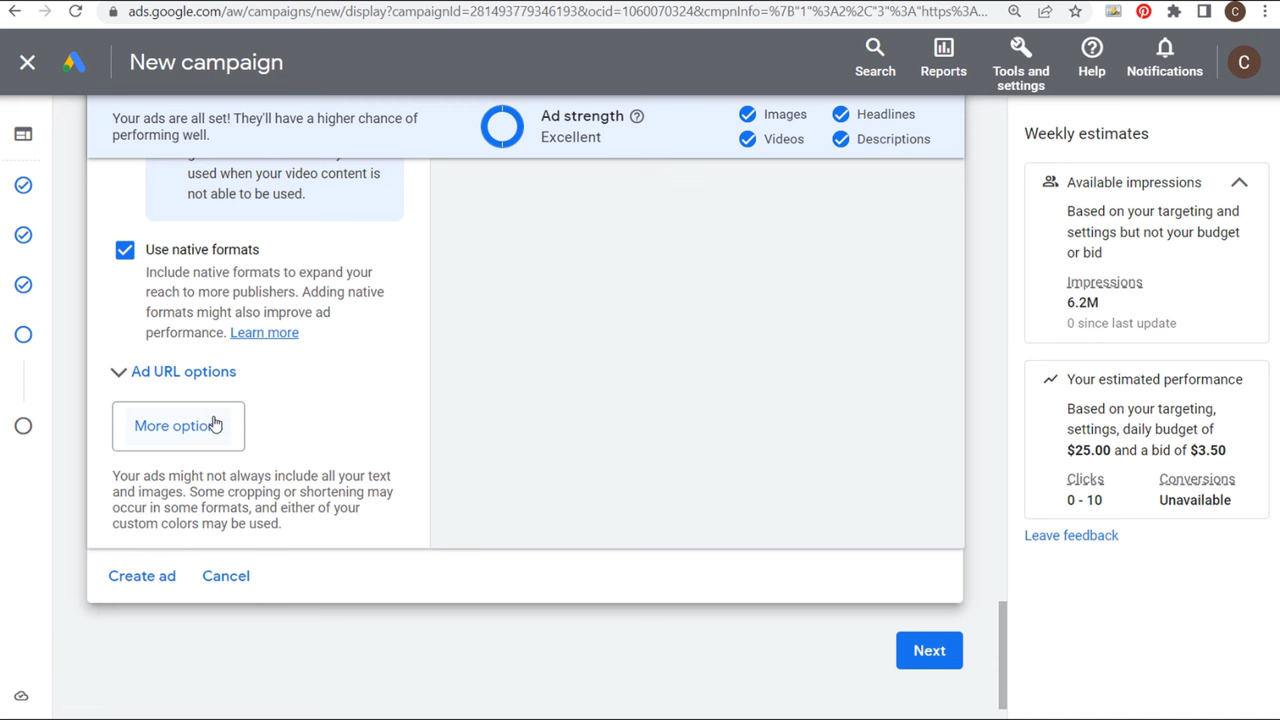 ads.google.com/aw/campaigns/new/display?campaignId=281493779346193&ocid=1060070324&cmpnInfo=%7B"1"%3A2%2C"3"%3A"https%3A...
C
New campaign
Search
Reports
Tools and settings
Help
Notifications
C
Your ads are all set! They'll have a higher chance of
performing well.
Ad strength
Excellent
Images
Headlines
Videos
Descriptions
used when your video content is
not able to be used.
Use native formats
Include native formats to expand your
reach to more publishers. Adding native
formats might also improve ad
performance. Learn more
Ad URL options
More option
Your ads might not always include all your text
and images. Some cropping or shortening may
occur in some formats, and either of your
custom colors may be used.
Create ad
Cancel
Next
Weekly estimates
Available impressions
Based on your targeting and
settings but not your budget
or bid
Impressions
6.2M
0 since last update
Your estimated performance
Based on your targeting,
settings, daily budget of
$25.00 and a bid of $3.50
Clicks
Conversions
0 - 10
Unavailable
Leave feedback